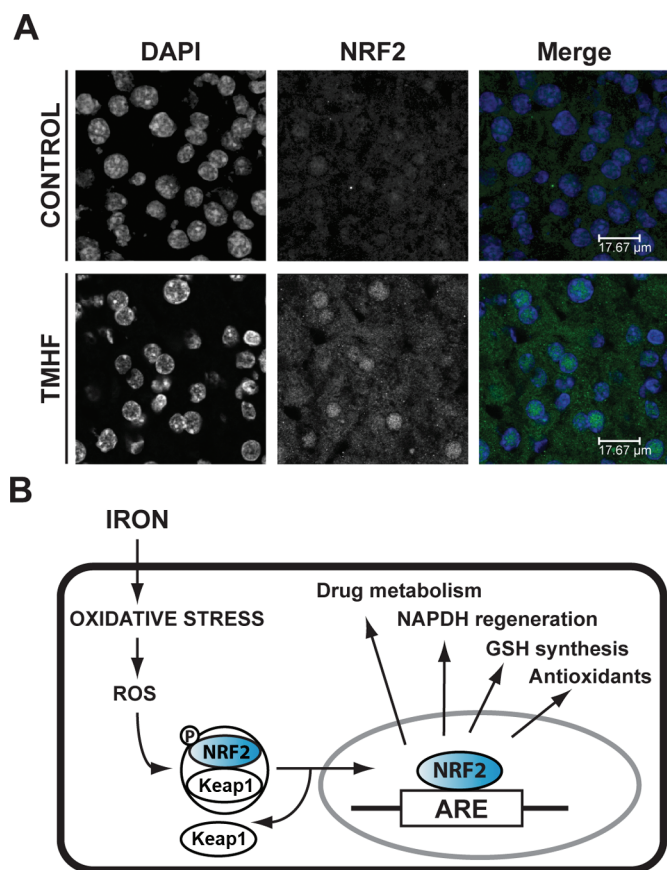 A
DAPI NRF2 Merge
CONTROL
17.67 µm
TMHF
17.67 µm
B
IRON
OXIDATIVE STRESS
ROS
Drug metabolism
NAPDH regeneration
GSH synthesis
Antioxidants
P
NRF2
Keap1
Keap1
NRF2
ARE